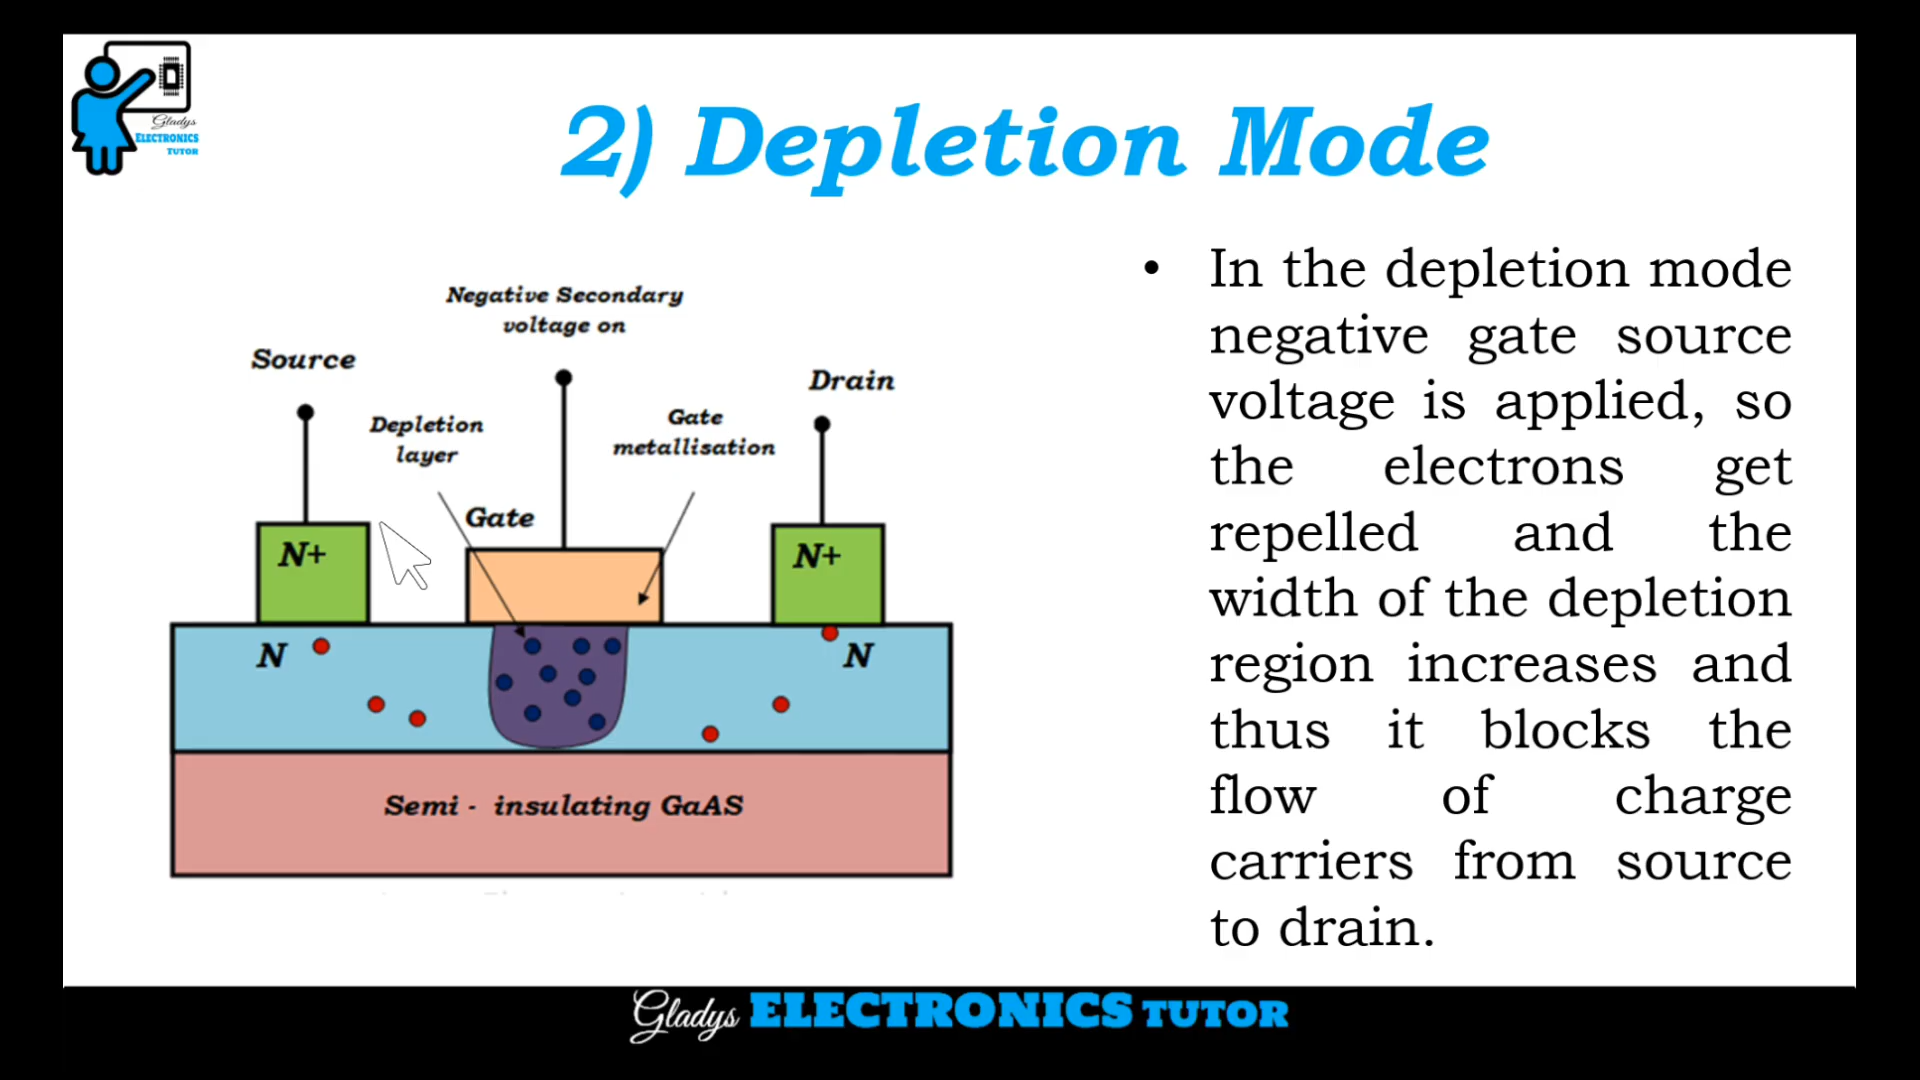 Gladys
ELECTRONICS
TUTOR
2) Depletion Mode
Negative Secondary
voltage on
Source
Drain
Depletion
layer
Gate
metallisation
Gate
N+
N+
N
N
Semi - insulating GaAS
• In the depletion mode
negative gate source
voltage is applied, so
the electrons get
repelled and the
width of the depletion
region increases and
thus it blocks the
flow of charge
carriers from source
to drain.
Gladys ELECTRONICS TUTOR